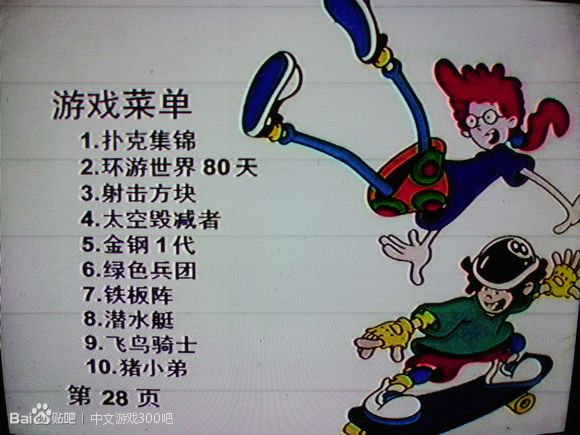 游戏菜单
1.扑克集锦
2.环游世界 80 天
3.射击方块
4.太空毁减者
5.金钢 1 代
6.绿色兵团
7.铁板阵
8.潜水艇
9.飞鸟骑士
10.猪小弟
第 28 页
Bai贴吧 | 中文游戏300吧
8